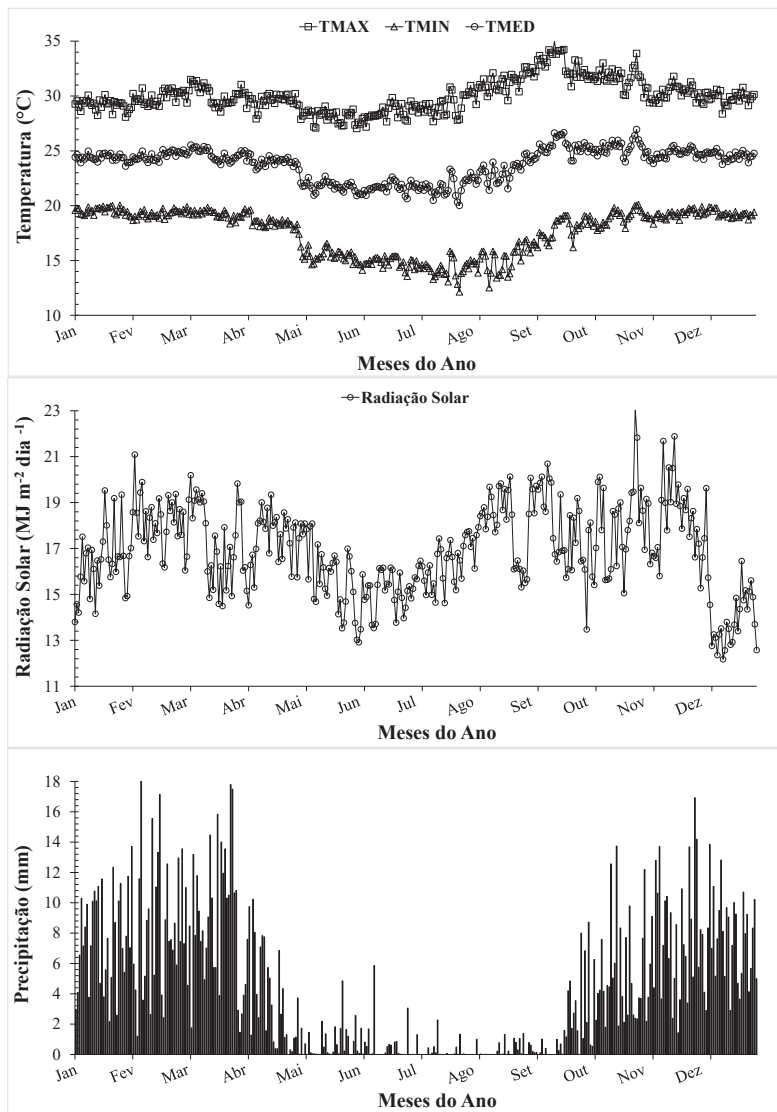 TMAX TMIN TMED
35
30
25
20
15
10
Temperatura (°C)
Jan Fev Mar Abr Mai Jun Jul Ago Set Out Nov Dez
Meses do Ano
Radiação Solar
23
21
19
17
15
13
11
Radiação Solar (MJ m⁻² dia ⁻¹)
Jan Fev Mar Abr Mai Jun Jul Ago Set Out Nov Dez
Meses do Ano
18
16
14
12
10
8
6
4
2
0
Precipitação (mm)
Jan Fev Mar Abr Mai Jun Jul Ago Set Out Nov Dez
Meses do Ano